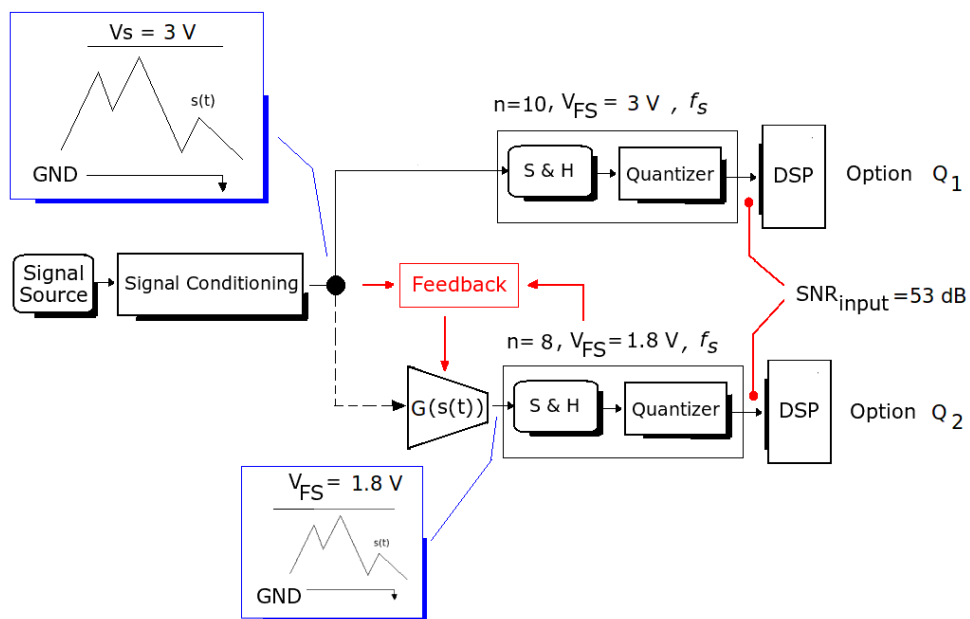 Vs = 3 V
s(t)
GND
n=10, VFS = 3 V , fs
S & H
Quantizer
DSP
Option Q1
Signal Source
Signal Conditioning
Feedback
SNRinput =53 dB
n= 8, VFS=1.8 V, fs
G(s(t))
S & H
Quantizer
DSP
Option Q2
VFS = 1.8 V
s(t)
GND